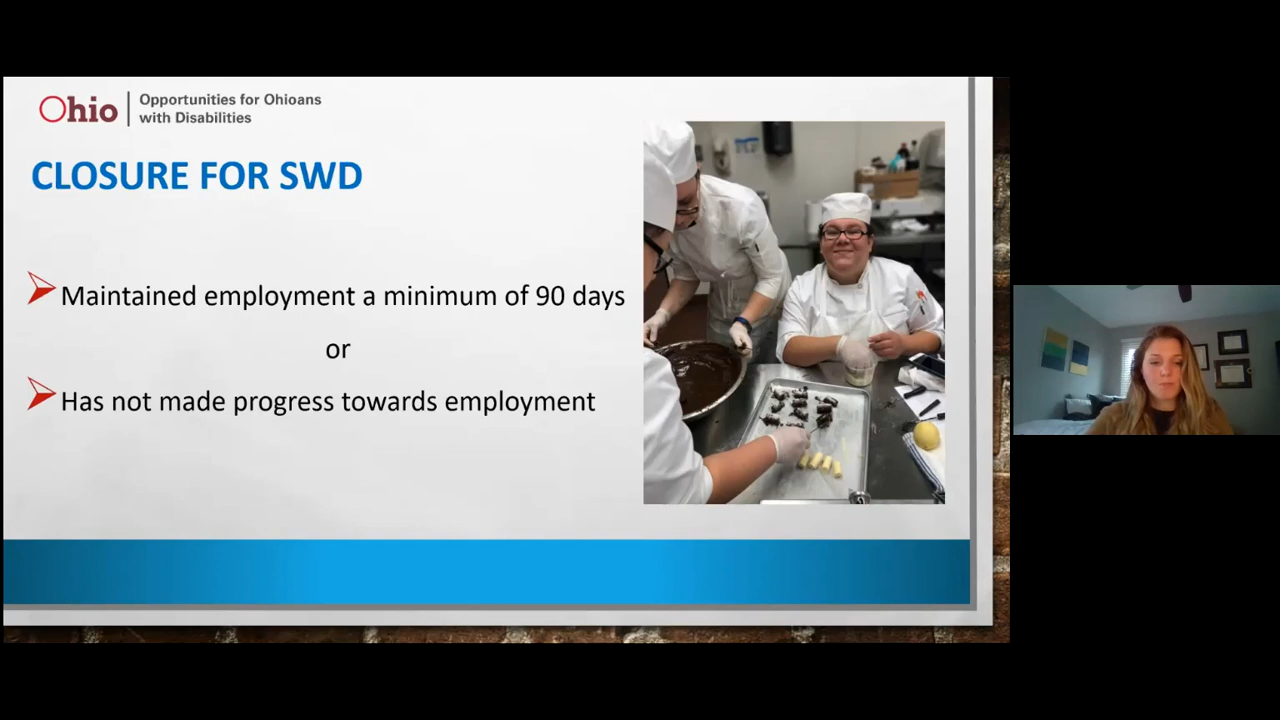 Ohio
Opportunities for Ohioans
with Disabilities
CLOSURE FOR SWD
Maintained employment a minimum of 90 days
or
Has not made progress towards employment